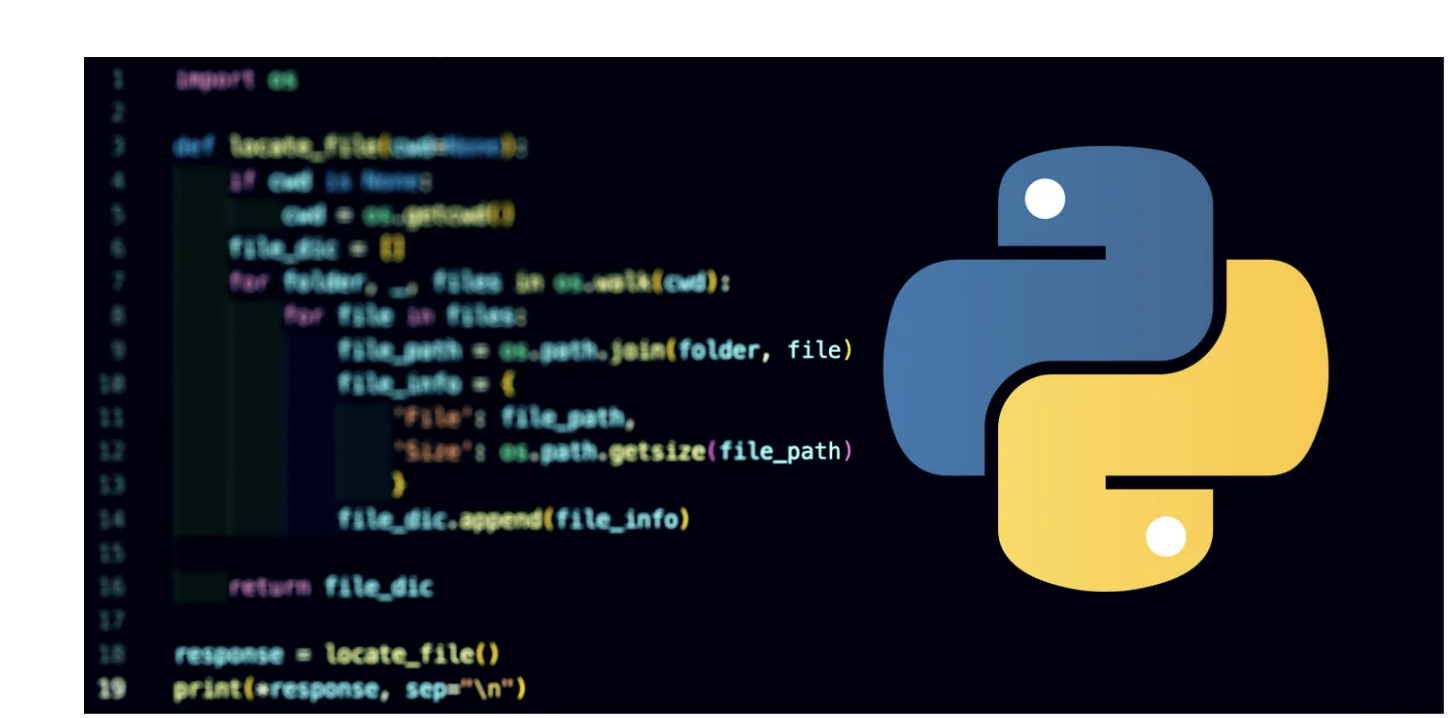 1 import os
2
3 def locate_file(cwd=None):
4 if cwd is None:
5 cwd = os.getcwd()
6 file_dic = []
7 for folder, _, files in os.walk(cwd):
8 for file in files:
9 file_path = os.path.join(folder, file)
10 file_info = {
11 "File": file_path,
12 "Size": os.path.getsize(file_path)
13 }
14 file_dic.append(file_info)
15
16 return file_dic
17
18 response = locate_file()
19 print(*response, sep="\n")